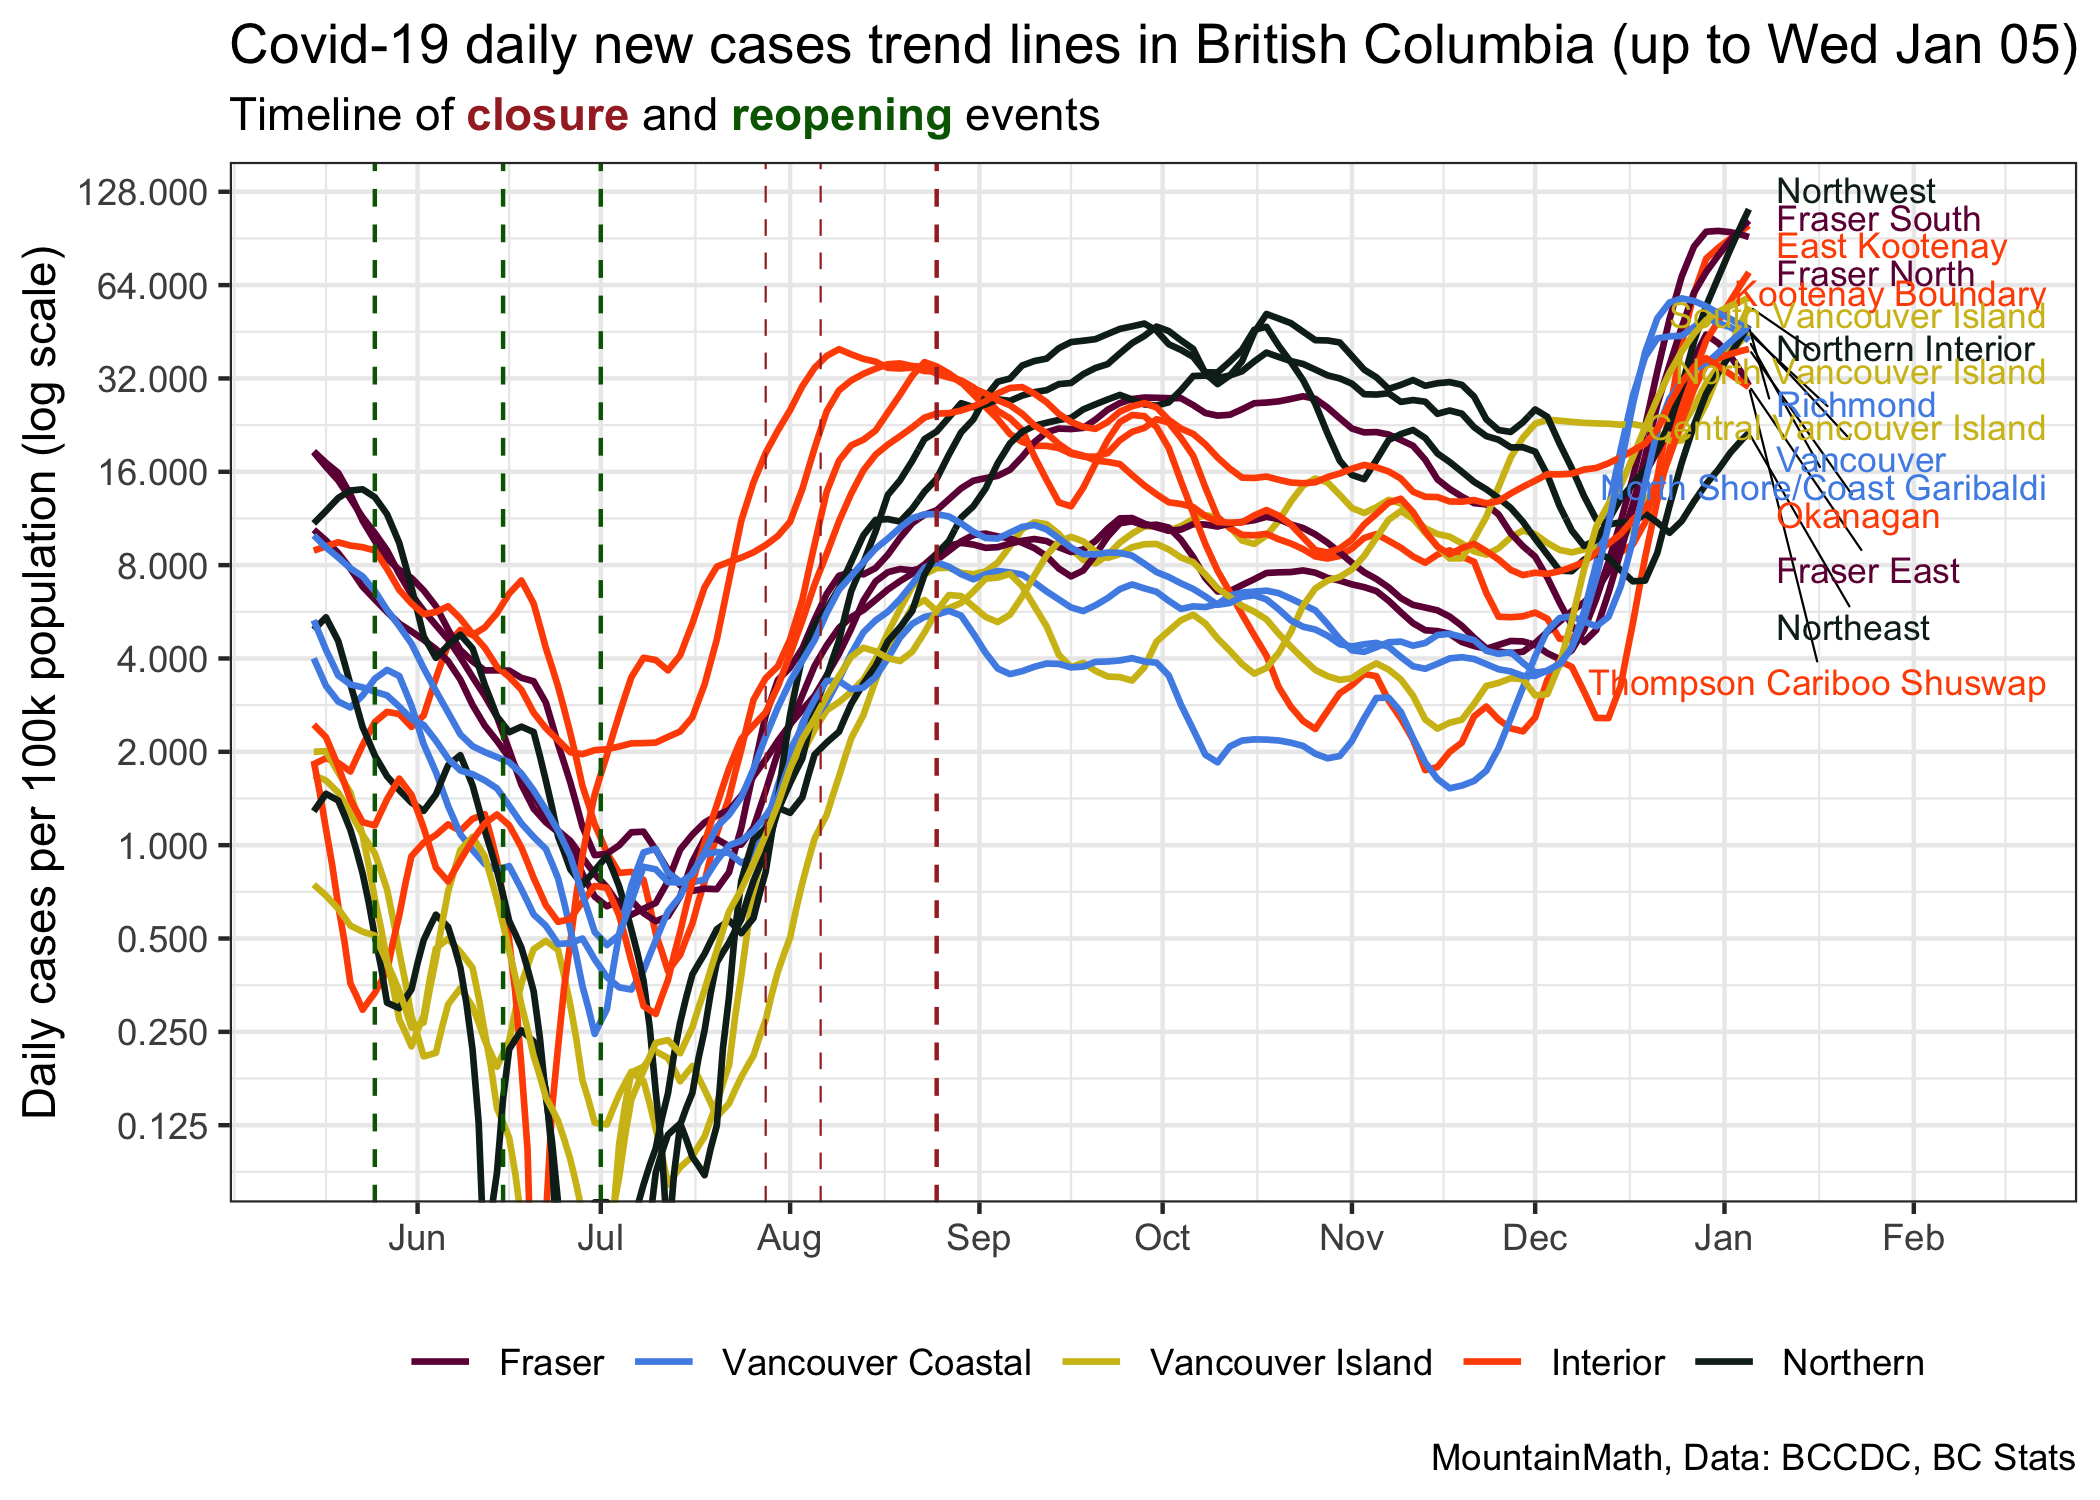 Covid-19 daily new cases trend lines in British Columbia (up to Wed Jan 05)
Timeline of closure and reopening events
Daily cases per 100k population (log scale)
128.000
64.000
32.000
16.000
8.000
4.000
2.000
1.000
0.500
0.250
0.125
Northwest
Fraser South
East Kootenay
Fraser North
Kootenay Boundary
South Vancouver Island
Northern Interior
North Vancouver Island
Richmond
Central Vancouver Island
Vancouver
North Shore/Coast Garibaldi
Okanagan
Fraser East
Northeast
Thompson Cariboo Shuswap
Jun Jul Aug Sep Oct Nov Dec Jan Feb
Fraser Vancouver Coastal Vancouver Island Interior Northern
MountainMath, Data: BCCDC, BC Stats